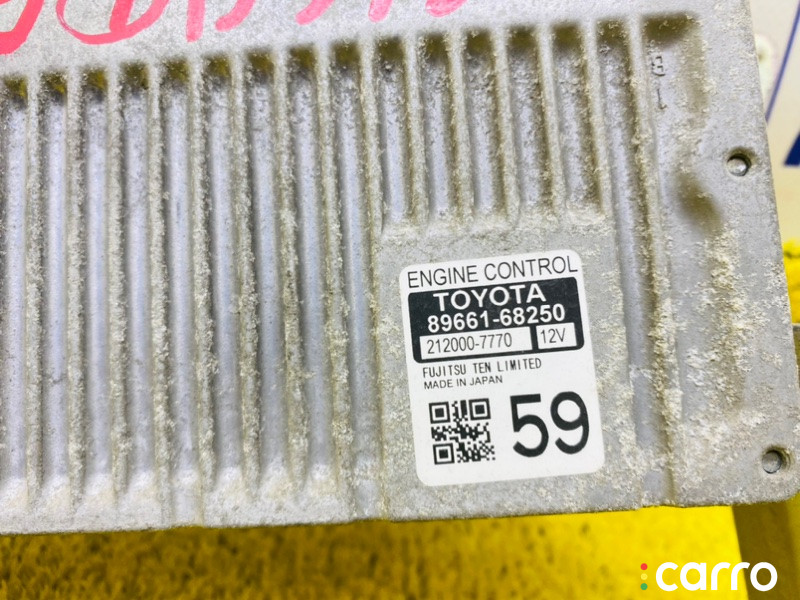 ENGINE CONTROL
TOYOTA
89661-68250
212000-7770 12V
FUJITSU TEN LIMITED
MADE IN JAPAN
59
carro